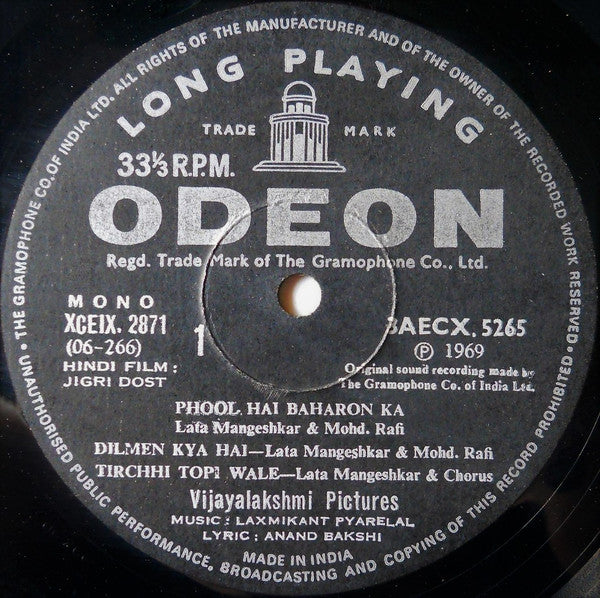 UNAUTHORISED PUBLIC PERFORMANCE, BROADCASTING AND COPYING OF THIS RECORD PROHIBITED · THE GRAMOPHONE CO. OF INDIA LTD. ALL RIGHTS OF THE MANUFACTURER AND OF THE OWNER OF THE RECORDED WORK RESERVED
LONG PLAYING
TRADE MARK
33⅓ R.P.M.
ODEON
Regd. Trade Mark of The Gramophone Co., Ltd.
MONO
XCEIX. 2871
(06-266)
1
HINDI FILM :
JIGRI DOST
3AECX. 5265
℗ 1969
Original sound recording made by
The Gramophone Co. of India Ltd.
PHOOL HAI BAHARON KA
Lata Mangeshkar & Mohd. Rafi
DILMEN KYA HAI—Lata Mangeshkar & Mohd. Rafi
TIRCHHI TOPI WALE—Lata Mangeshkar & Chorus
Vijayalakshmi Pictures
MUSIC : LAXMIKANT PYARELAL
LYRIC : ANAND BAKSHI
MADE IN INDIA